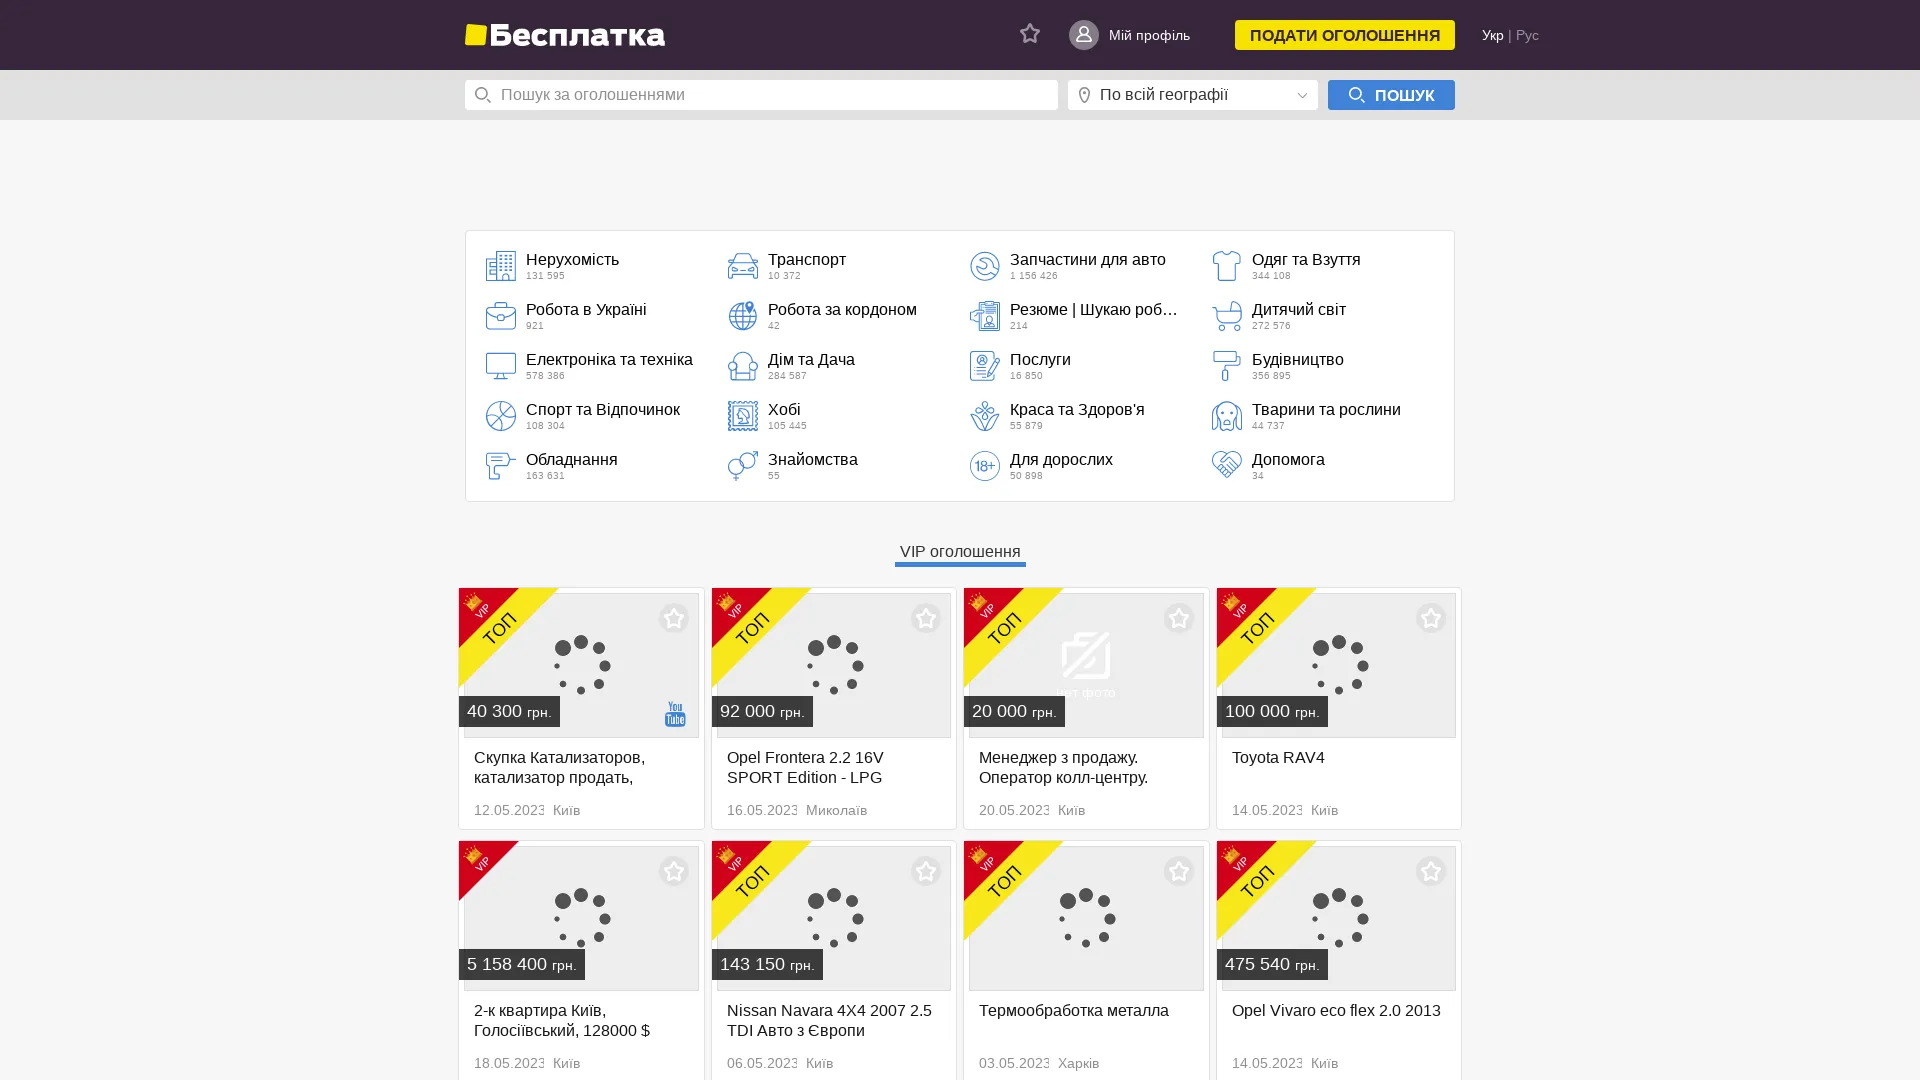 Бесплатка
Мій профіль
ПОДАТИ ОГОЛОШЕННЯ
Укр | Рус
Пошук за оголошеннями
По всій географії
ПОШУК
Нерухомість
131 595
Транспорт
10 372
Запчастини для авто
1 156 426
Одяг та Взуття
344 108
Робота в Україні
921
Робота за кордоном
42
Резюме | Шукаю роб…
214
Дитячий світ
272 576
Електроніка та техніка
578 386
Дім та Дача
284 587
Послуги
16 850
Будівництво
356 895
Спорт та Відпочинок
108 304
Хобі
105 445
Краса та Здоров'я
55 879
Тварини та рослини
44 737
Обладнання
163 631
Знайомства
55
18+
Для дорослих
50 898
Допомога
34
VIP оголошення
VIP
ТОП
40 300 грн.
You Tube
Скупка Катализаторов,
катализатор продать,
12.05.2023 Київ
VIP
ТОП
92 000 грн.
Opel Frontera 2.2 16V
SPORT Edition - LPG
16.05.2023 Миколаїв
VIP
ТОП
нет фото
20 000 грн.
Менеджер з продажу.
Оператор колл-центру.
20.05.2023 Київ
VIP
ТОП
100 000 грн.
Toyota RAV4
14.05.2023 Київ
VIP
5 158 400 грн.
2-к квартира Київ,
Голосіївський, 128000 $
18.05.2023 Київ
VIP
ТОП
143 150 грн.
Nissan Navara 4X4 2007 2.5
TDI Авто з Європи
06.05.2023 Київ
VIP
ТОП
Термообработка металла
03.05.2023 Харків
VIP
ТОП
475 540 грн.
Opel Vivaro eco flex 2.0 2013
14.05.2023 Київ